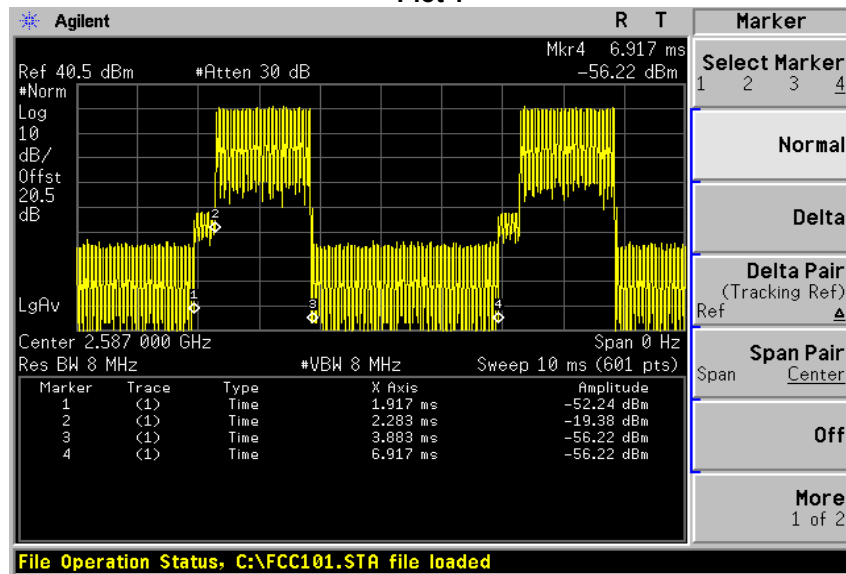 Agilent R T Marker
Mkr4 6.917 ms
Ref 40.5 dBm #Atten 30 dB -56.22 dBm
#Norm
Log
10
dB/
Offst
20.5
dB
2
1
3
4
LgAv
Center 2.587 000 GHz Span 0 Hz
Res BW 8 MHz #VBW 8 MHz Sweep 10 ms (601 pts)
Marker Trace Type X Axis Amplitude
1 (1) Time 1.917 ms -52.24 dBm
2 (1) Time 2.283 ms -19.38 dBm
3 (1) Time 3.883 ms -56.22 dBm
4 (1) Time 6.917 ms -56.22 dBm
Select Marker
1 2 3 4
Normal
Delta
Delta Pair
(Tracking Ref)
Ref Δ
Span Pair
Span Center
Off
More
1 of 2
File Operation Status, C:\FCC101.STA file loaded